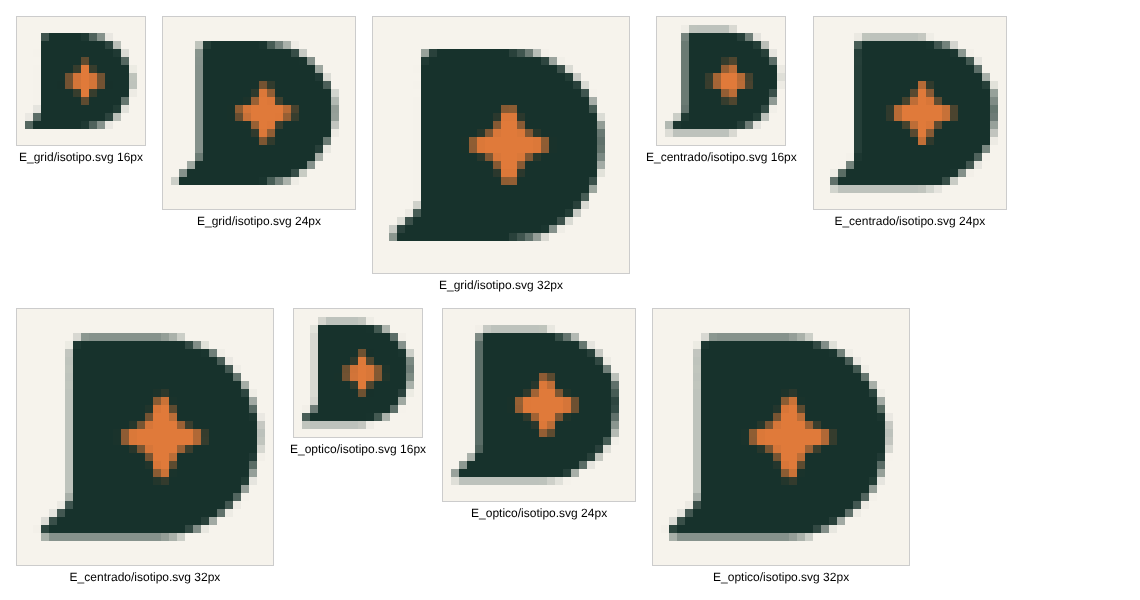 E_grid/isotipo.svg 16px
E_centrado/isotipo.svg 16px
E_grid/isotipo.svg 24px
E_centrado/isotipo.svg 24px
E_grid/isotipo.svg 32px
E_optico/isotipo.svg 16px
E_optico/isotipo.svg 24px
E_centrado/isotipo.svg 32px
E_optico/isotipo.svg 32px